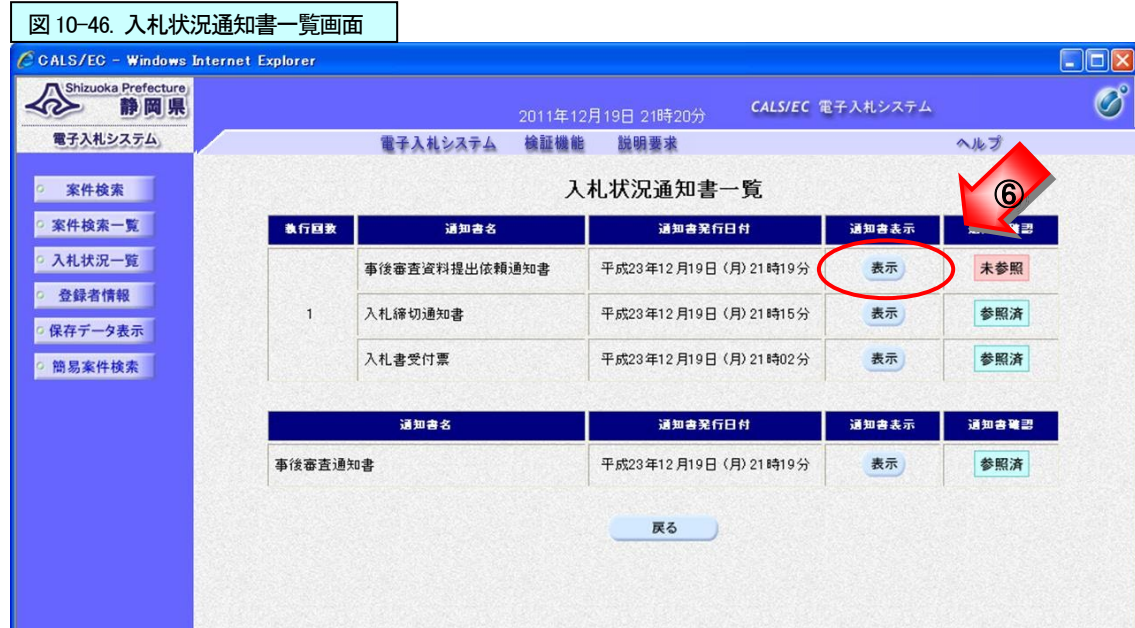 図10-46. 入札状況通知書一覧画面
CALS/EC - Windows Internet Explorer
Shizuoka Prefecture
静岡県
電子入札システム
2011年12月19日 21時20分
CALS/EC 電子入札システム
電子入札システム 検証機能 説明要求 ヘルプ
案件検索
案件検索一覧
入札状況一覧
登録者情報
保存データ表示
簡易案件検索
入札状況通知書一覧
⑥
執行回数 通知書名 通知書発行日付 通知書表示 認
事後審査資料提出依頼通知書 平成23年12月19日(月)21時19分 表示 未参照
1 入札締切通知書 平成23年12月19日(月)21時15分 表示 参照済
入札書受付票 平成23年12月19日(月)21時02分 表示 参照済
通知書名 通知書発行日付 通知書表示 通知書確認
事後審査通知書 平成23年12月19日(月)21時19分 表示 参照済
戻る